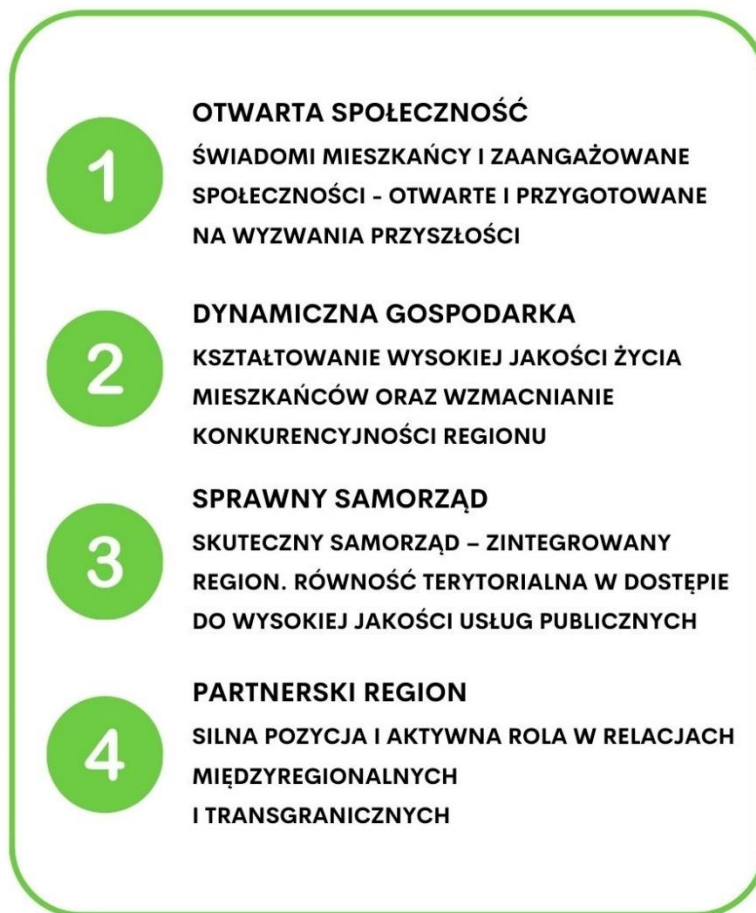 1
OTWARTA SPOŁECZNOŚĆ
ŚWIADOMI MIESZKAŃCY I ZAANGAŻOWANE
SPOŁECZNOŚCI - OTWARTE I PRZYGOTOWANE
NA WYZWANIA PRZYSZŁOŚCI
2
DYNAMICZNA GOSPODARKA
KSZTAŁTOWANIE WYSOKIEJ JAKOŚCI ŻYCIA
MIESZKAŃCÓW ORAZ WZMACNIANIE
KONKURENCYJNOŚCI REGIONU
3
SPRAWNY SAMORZĄD
SKUTECZNY SAMORZĄD – ZINTEGROWANY
REGION. RÓWNOŚĆ TERYTORIALNA W DOSTĘPIE
DO WYSOKIEJ JAKOŚCI USŁUG PUBLICZNYCH
4
PARTNERSKI REGION
SILNA POZYCJA I AKTYWNA ROLA W RELACJACH
MIĘDZYREGIONALNYCH
I TRANSGRANICZNYCH